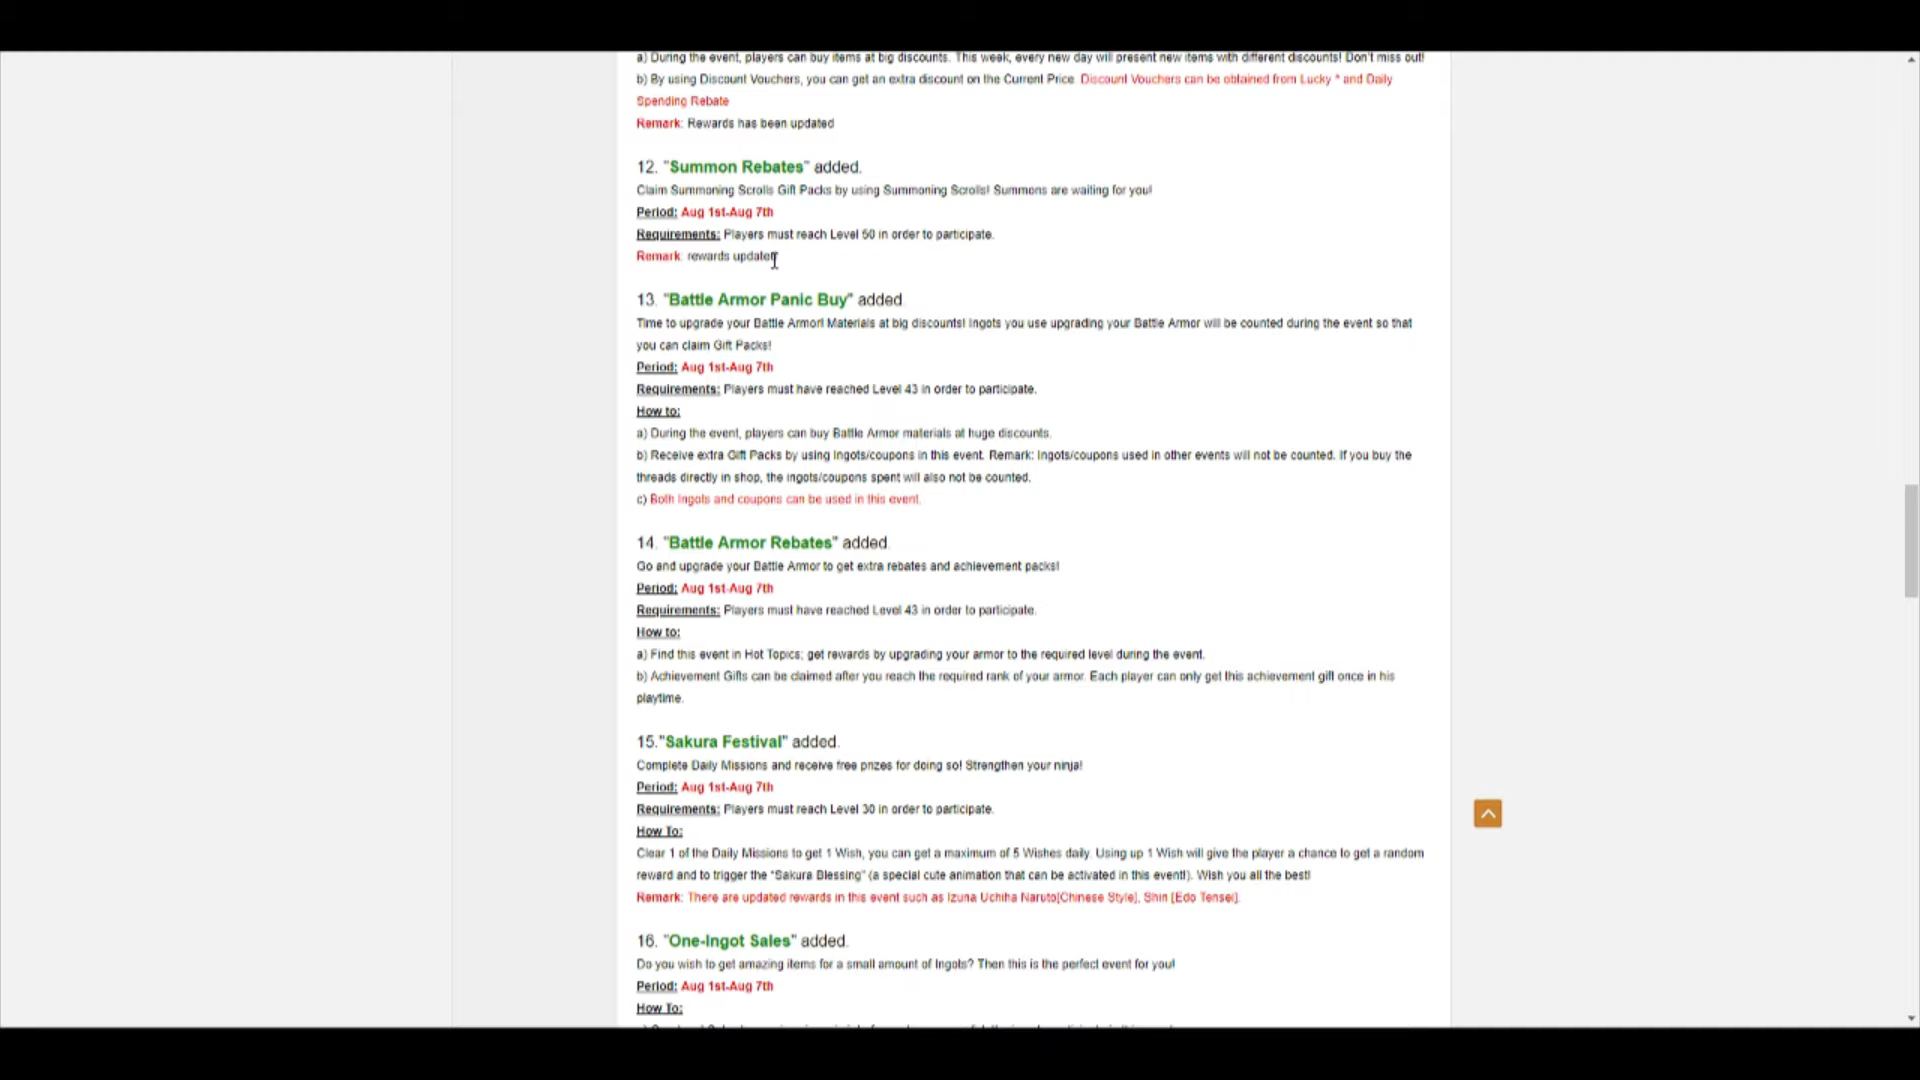 a) During the event, players can buy items at big discounts. This week, every new day will present new items with different discounts! Don't miss out!
b) By using Discount Vouchers, you can get an extra discount on the Current Price. Discount Vouchers can be obtained from Lucky * and Daily
Spending Rebate
Remark: Rewards has been updated
12. "Summon Rebates" added.
Claim Summoning Scrolls Gift Packs by using Summoning Scrolls! Summons are waiting for you!
Period: Aug 1st-Aug 7th
Requirements: Players must reach Level 50 in order to participate.
Remark: rewards updated
13. "Battle Armor Panic Buy" added.
Time to upgrade your Battle Armor! Materials at big discounts! Ingots you use upgrading your Battle Armor will be counted during the event so that
you can claim Gift Packs!
Period: Aug 1st-Aug 7th
Requirements: Players must have reached Level 43 in order to participate.
How to:
a) During the event, players can buy Battle Armor materials at huge discounts.
b) Receive extra Gift Packs by using Ingots/coupons in this event. Remark: Ingots/coupons used in other events will not be counted. If you buy the
threads directly in shop, the ingots/coupons spent will also not be counted.
c) Both Ingots and coupons can be used in this event.
14. "Battle Armor Rebates" added.
Go and upgrade your Battle Armor to get extra rebates and achievement packs!
Period: Aug 1st-Aug 7th
Requirements: Players must have reached Level 43 in order to participate.
How to:
a) Find this event in Hot Topics; get rewards by upgrading your armor to the required level during the event.
b) Achievement Gifts can be claimed after you reach the required rank of your armor. Each player can only get this achievement gift once in his
playtime.
15."Sakura Festival" added.
Complete Daily Missions and receive free prizes for doing so! Strengthen your ninja!
Period: Aug 1st-Aug 7th
Requirements: Players must reach Level 30 in order to participate.
How To:
Clear 1 of the Daily Missions to get 1 Wish, you can get a maximum of 5 Wishes daily. Using up 1 Wish will give the player a chance to get a random
reward and to trigger the "Sakura Blessing" (a special cute animation that can be activated in this event!). Wish you all the best!
Remark: There are updated rewards in this event such as Izuna Uchiha Naruto[Chinese Style], Shin [Edo Tensei].
16. "One-Ingot Sales" added.
Do you wish to get amazing items for a small amount of Ingots? Then this is the perfect event for you!
Period: Aug 1st-Aug 7th
How To: